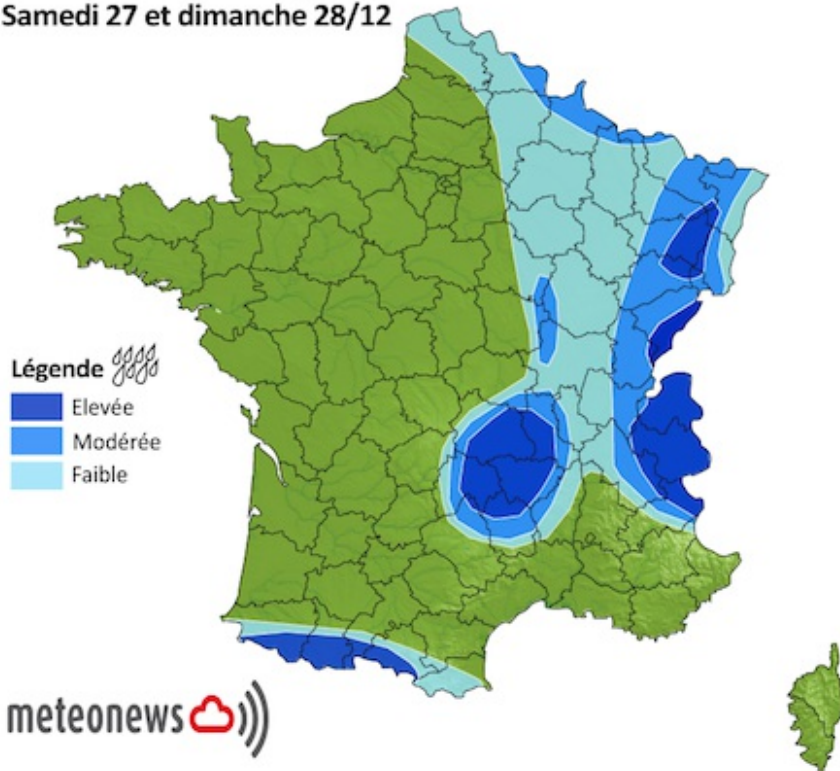 Samedi 27 et dimanche 28/12
Légende
Elevée
Modérée
Faible
meteonews